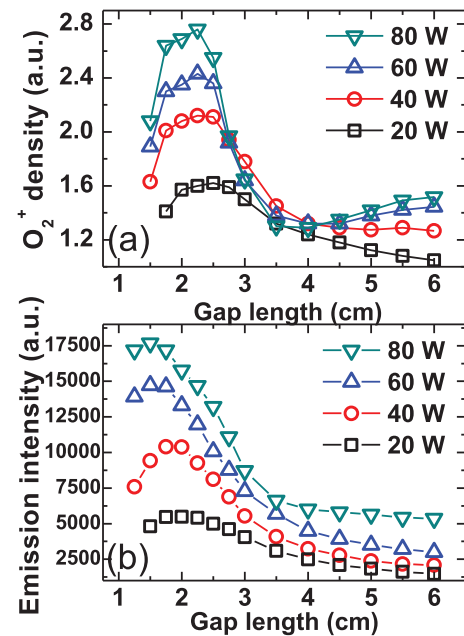 2.8
2.4
2.0
1.6
1.2
O₂⁺ density (a.u.)
80 W
60 W
40 W
20 W
(a)
1 2 3 4 5 6
Gap length (cm)
17500
15000
12500
10000
7500
5000
2500
Emission intensity (a.u.)
80 W
60 W
40 W
20 W
(b)
1 2 3 4 5 6
Gap length (cm)